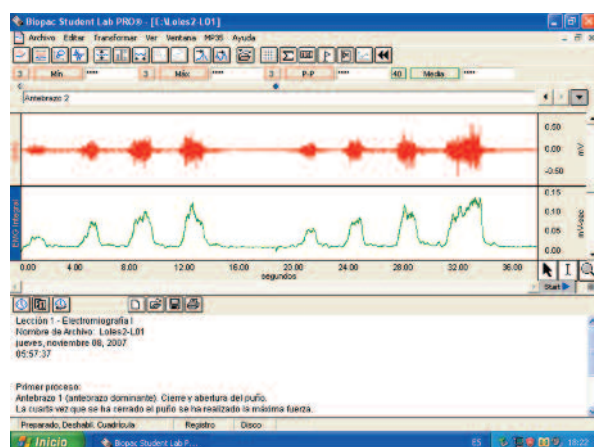 Biopac Student Lab PRO® - [E:\Loles2-L01]
Archivo Editar Transformar Ver Ventana MP35 Ayuda
3 Mín **** 3 Máx **** 3 P-P **** 40 Media ****
Antebrazo 2
0.50
0.00
-0.50
mV
EMG Integral
0.15
0.10
0.05
0.00
mV-sec
0.00 4.00 8.00 12.00 16.00 20.00 24.00 28.00 32.00 36.00
segundos
Start
Lección 1 - Electromiografía I
Nombre de Archivo: Loles2-L01
jueves, noviembre 08, 2007
05:57:37
Primer proceso:
Antebrazo 1 (antebrazo dominante). Cierre y abertura del puño.
La cuarta vez que se ha cerrado el puño se ha realizado la máxima fuerza.
Preparado, Deshabil. Cuadrícula Registro Disco
Inicio Biopac Student Lab P... ES 18:22